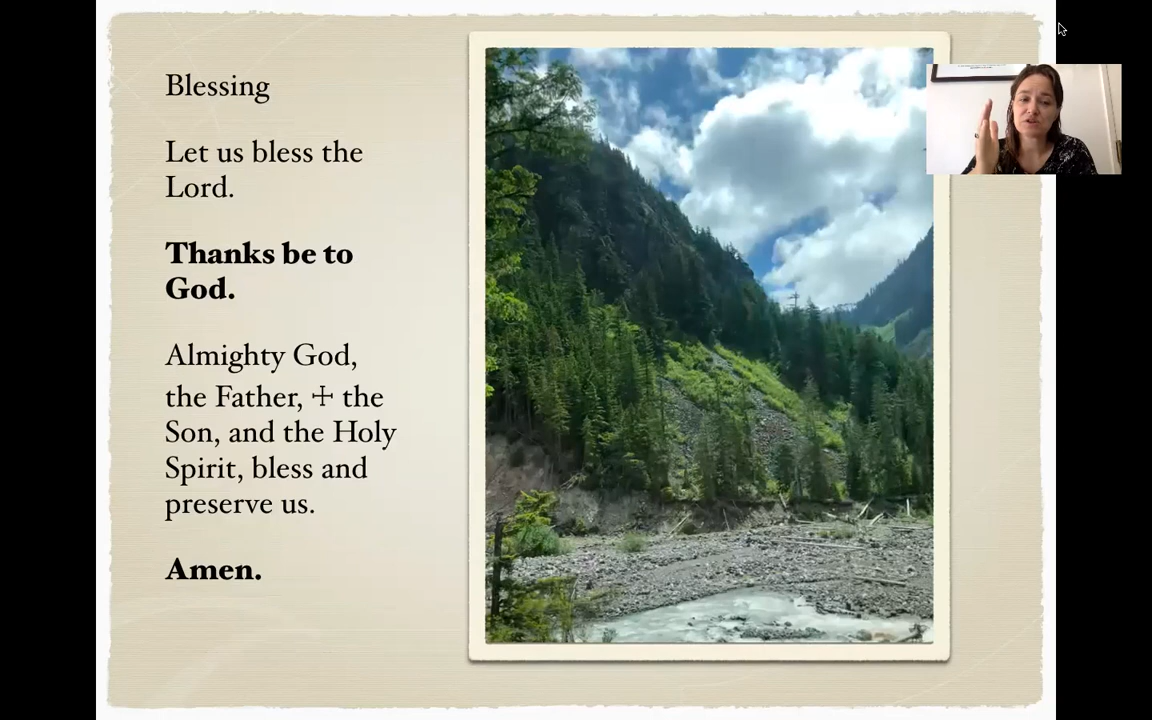 Blessing
Let us bless the
Lord.
Thanks be to
God.
Almighty God,
the Father, ☩ the
Son, and the Holy
Spirit, bless and
preserve us.
Amen.